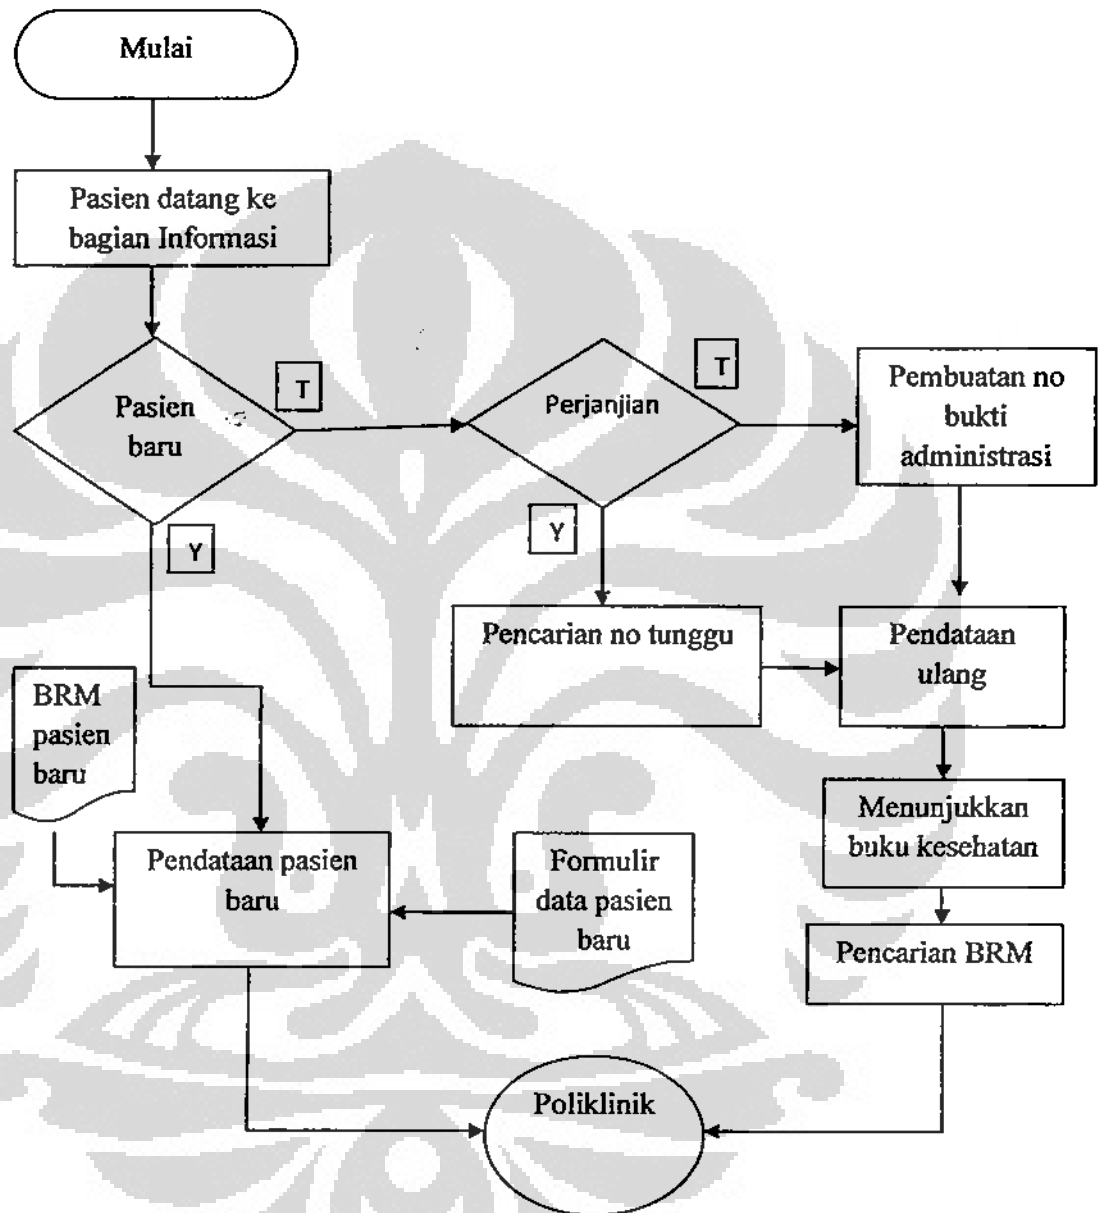 Mulai
Pasien datang ke
bagian Informasi
Pasien
baru
T
Perjanjian
T
Pembuatan no
bukti
administrasi
Y
Y
Pencarian no tunggu
Pendataan
ulang
BRM
pasien
baru
Menunjukkan
buku kesehatan
Pendataan pasien
baru
Formulir
data pasien
baru
Pencarian BRM
Poliklinik